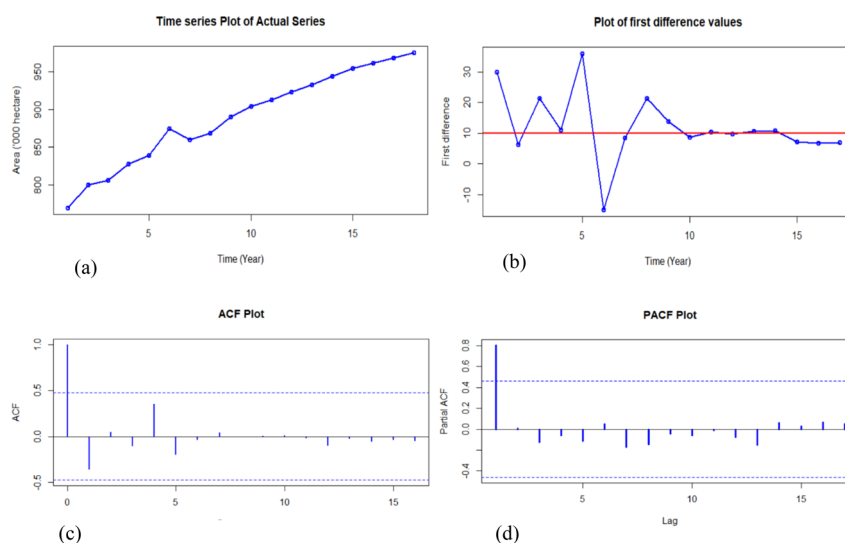 Time series Plot of Actual Series
Area ('000 hectare)
950
900
850
800
5
10
15
Time (Year)
(a)
Plot of first difference values
First difference
30
20
10
0
-10
5
10
15
Time (Year)
(b)
ACF Plot
ACF
1.0
0.5
0.0
-0.5
0
5
10
15
(c)
PACF Plot
Partial ACF
0.8
0.6
0.4
0.2
0.0
-0.4
5
10
15
Lag
(d)